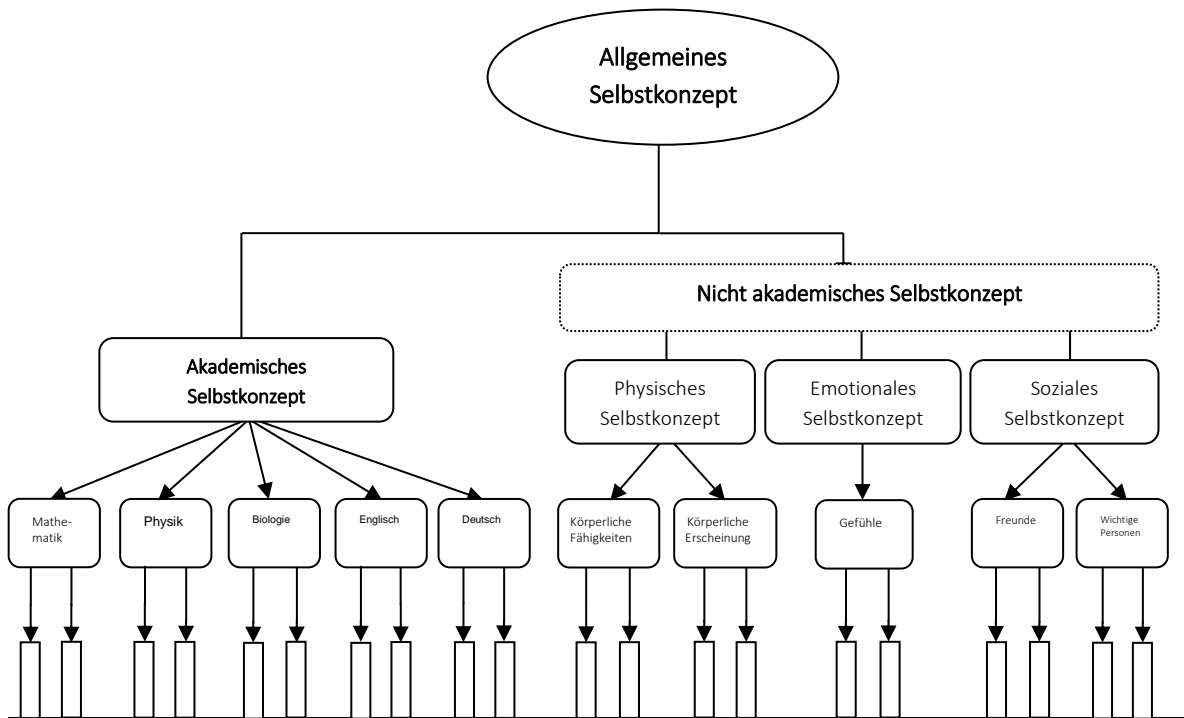 Allgemeines
Selbstkonzept
Nicht akademisches Selbstkonzept
Akademisches
Selbstkonzept
Physisches
Selbstkonzept
Emotionales
Selbstkonzept
Soziales
Selbstkonzept
Mathe-
matik
Physik
Biologie
Englisch
Deutsch
Körperliche
Fähigkeiten
Körperliche
Erscheinung
Gefühle
Freunde
Wichtige
Personen